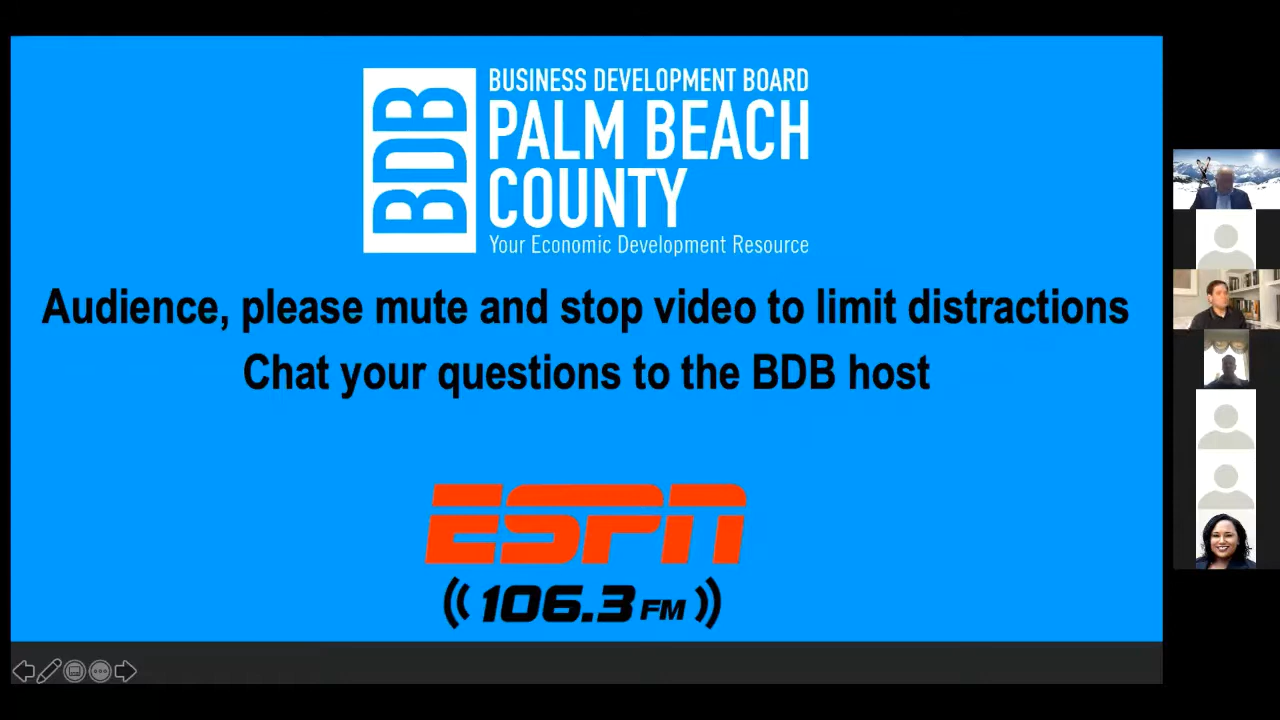 BDB
BUSINESS DEVELOPMENT BOARD
PALM BEACH
COUNTY
Your Economic Development Resource
Audience, please mute and stop video to limit distractions
Chat your questions to the BDB host
ESPN
106.3 FM